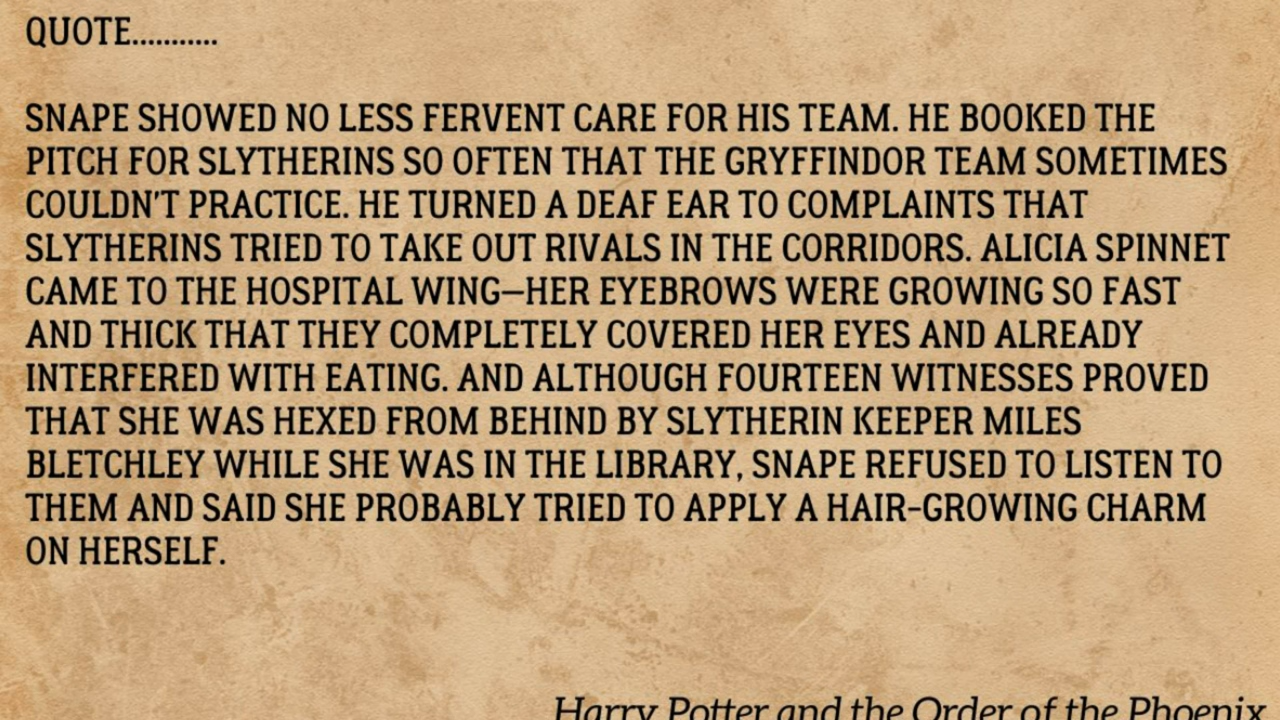 QUOTE...........
SNAPE SHOWED NO LESS FERVENT CARE FOR HIS TEAM. HE BOOKED THE
PITCH FOR SLYTHERINS SO OFTEN THAT THE GRYFFINDOR TEAM SOMETIMES
COULDN'T PRACTICE. HE TURNED A DEAF EAR TO COMPLAINTS THAT
SLYTHERINS TRIED TO TAKE OUT RIVALS IN THE CORRIDORS. ALICIA SPINNET
CAME TO THE HOSPITAL WING—HER EYEBROWS WERE GROWING SO FAST
AND THICK THAT THEY COMPLETELY COVERED HER EYES AND ALREADY
INTERFERED WITH EATING. AND ALTHOUGH FOURTEEN WITNESSES PROVED
THAT SHE WAS HEXED FROM BEHIND BY SLYTHERIN KEEPER MILES
BLETCHLEY WHILE SHE WAS IN THE LIBRARY, SNAPE REFUSED TO LISTEN TO
THEM AND SAID SHE PROBABLY TRIED TO APPLY A HAIR-GROWING CHARM
ON HERSELF.
Harry Potter and the Order of the Phoenix